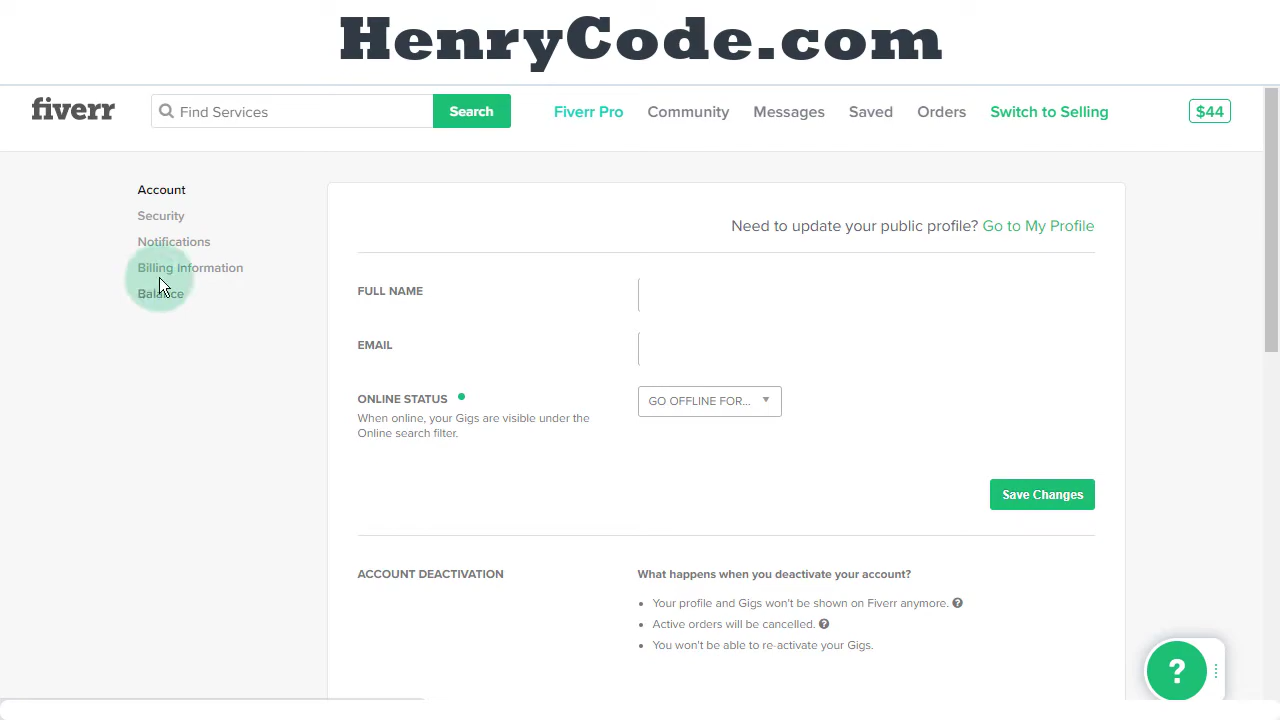 HenryCode.com
fiverr Find Services Search Fiverr Pro Community Messages Saved Orders Switch to Selling $44
Account
Security
Notifications
Billing Information
Balance
Need to update your public profile? Go to My Profile
FULL NAME
EMAIL
ONLINE STATUS GO OFFLINE FOR...
When online, your Gigs are visible under the
Online search filter.
Save Changes
ACCOUNT DEACTIVATION What happens when you deactivate your account?
• Your profile and Gigs won't be shown on Fiverr anymore. ?
• Active orders will be cancelled. ?
• You won't be able to re-activate your Gigs.
?